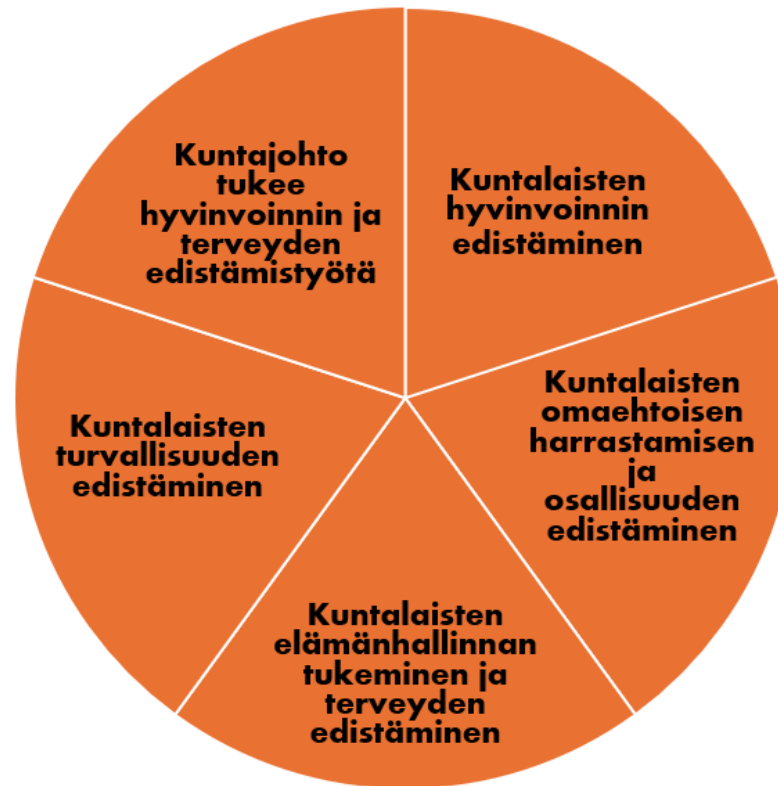 Kuntajohto
tukee
hyvinvoinnin ja
terveyden
edistämistyötä
Kuntalaisten
hyvinvoinnin
edistäminen
Kuntalaisten
omaehtoisen
harrastamisen
ja
osallisuuden
edistäminen
Kuntalaisten
turvallisuuden
edistäminen
Kuntalaisten
elämänhallinnan
tukeminen ja
terveyden
edistäminen